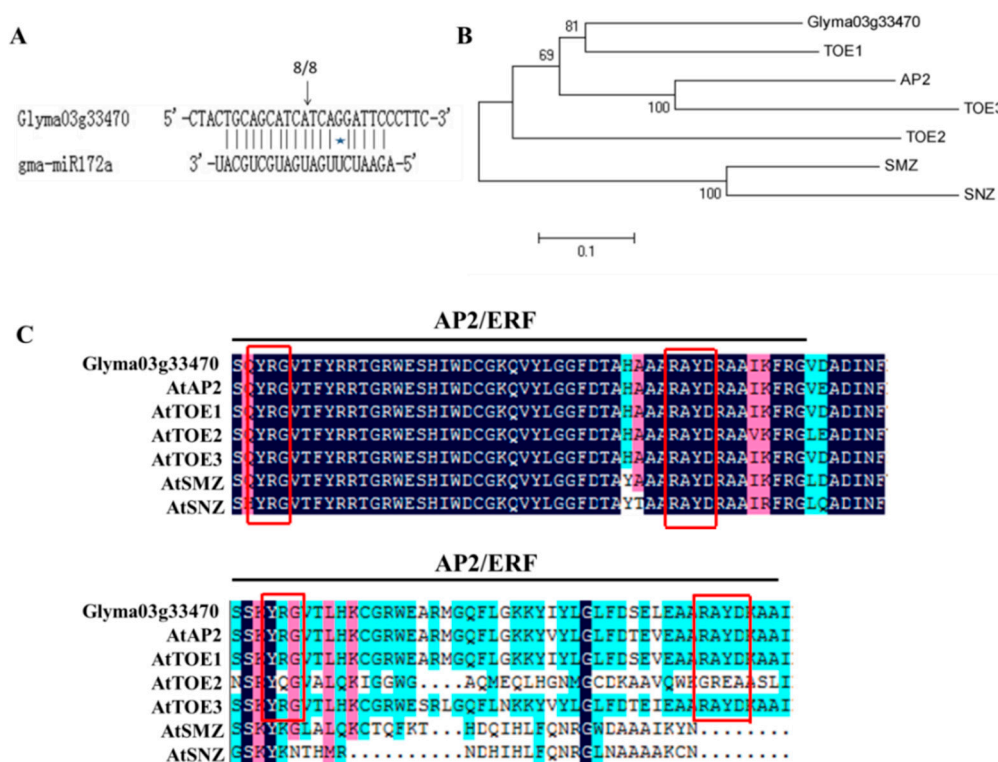 A
8/8
Glyma03g33470 5'-CTACTGCAGCATCATCAGGATTCCCTTC-3'
gma-miR172a 3'-UACGUCGUAGUAGUUCUAAGA-5'
B
Glyma03g33470
81
TOE1
69
AP2
100
TOE3
TOE2
SMZ
100
SNZ
0.1
C
AP2/ERF
Glyma03g33470 SQYRGVTFYRRTGRWESHIWDCGKQVYLGGFDTAHAAARAYDRAAIKFRGVDADINF
AtAP2 SQYRGVTFYRRTGRWESHIWDCGKQVYLGGFDTAHAAARAYDRAAIKFRGVEADINF
AtTOE1 SQYRGVTFYRRTGRWESHIWDCGKQVYLGGFDTAHAAARAYDRAAIKFRGVDADINF
AtTOE2 SQYRGVTFYRRTGRWESHIWDCGKQVYLGGFDTAHAAARAYDRAAVKFRGLEADINF
AtTOE3 SQYRGVTFYRRTGRWESHIWDCGKQVYLGGFDTAHAAARAYDRAAIKFRGVDADINF
AtSMZ SQYRGVTFYRRTGRWESHIWDCGKQVYLGGFDTAYAAARAYDRAAIKFRGLDADINF
AtSNZ SEYRGVTFYRRTGRWESHIWDCGKQVYLGGFDTAYTAARAYDRAAIRFRGLQADINF
AP2/ERF
Glyma03g33470 SSKYRGVTLHKCGRWEARMGQFLGKKYIYLGLFDSELEAARAYDKAAI
AtAP2 SSKYRGVTLHKCGRWEARMGQFLGKKYVYLGLFDTEVEAARAYDKAAI
AtTOE1 SSKYRGVTLHKCGRWEARMGQFLGKKYIYLGLFDSEVEAARAYDKAAI
AtTOE2 NSKYQGVALQKIGGWG....AQMEQLHGNMGCDKAAVQWKGREAASLI
AtTOE3 SSKYRGVTLHKCGRWESRLGQFLNKKYVYLGLFDTEIEAARAYDKAAI
AtSMZ SSKYKGLALQKCTQFKT...HDQIHLFQNRGWDAAAIKYN........
AtSNZ GSKYKNTHMR..........NDHIHLFQNRGLNAAAAKCN........